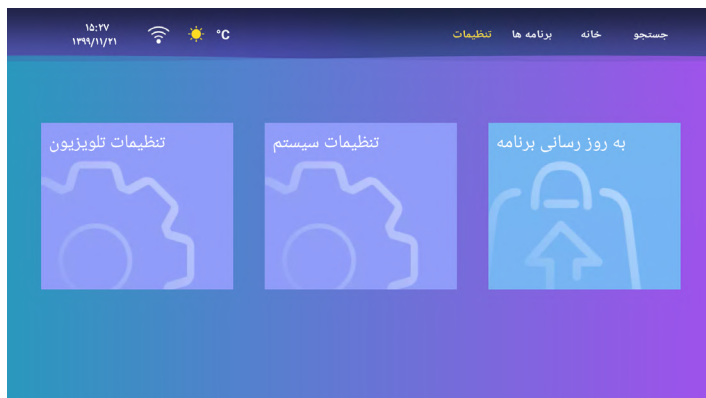 جستجو
خانه
برنامه ها
تنظیمات
°C
۱۵:۲۷
۱۳۹۹/۱۱/۲۱
به روز رسانی برنامه
تنظیمات سیستم
تنظیمات تلویزیون